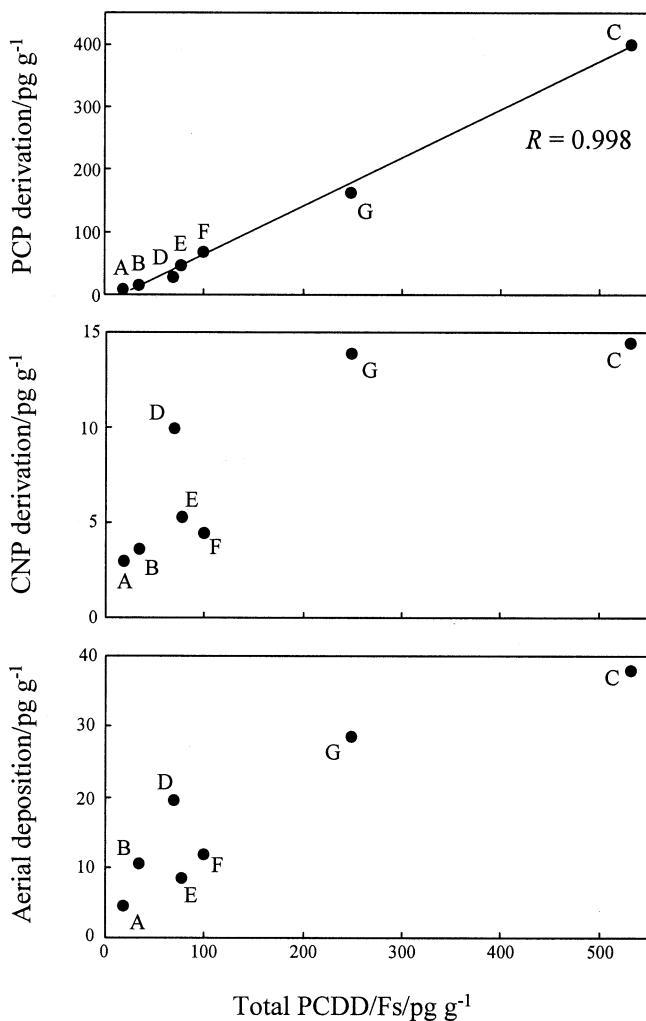 PCP derivation/pg g⁻¹
400
300
200
100
0
A
B
D
E
F
G
C
R = 0.998
CNP derivation/pg g⁻¹
15
10
5
0
A
B
D
E
F
G
C
Aerial deposition/pg g⁻¹
40
30
20
10
0
A
B
D
E
F
G
C
0 100 200 300 400 500
Total PCDD/Fs/pg g⁻¹